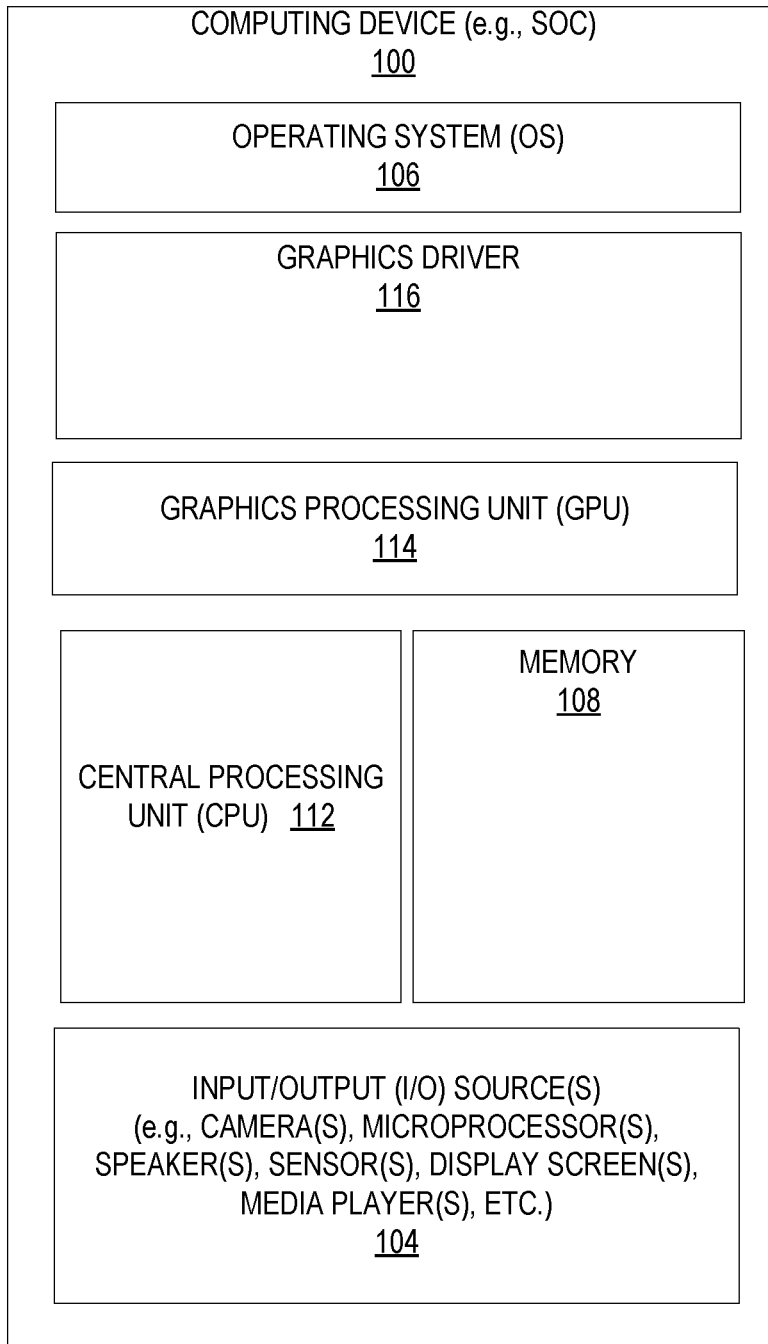 COMPUTING DEVICE (e.g., SOC)
100
OPERATING SYSTEM (OS)
106
GRAPHICS DRIVER
116
GRAPHICS PROCESSING UNIT (GPU)
114
CENTRAL PROCESSING
UNIT (CPU) 112
MEMORY
108
INPUT/OUTPUT (I/O) SOURCE(S)
(e.g., CAMERA(S), MICROPROCESSOR(S),
SPEAKER(S), SENSOR(S), DISPLAY SCREEN(S),
MEDIA PLAYER(S), ETC.)
104